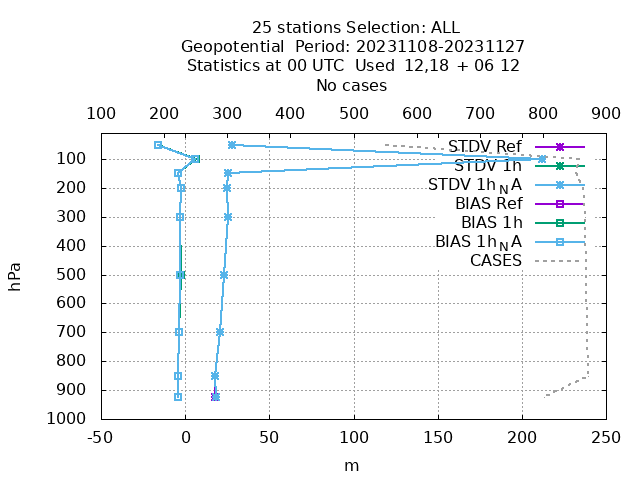 25 stations Selection: ALL
Geopotential  Period: 20231108-20231127
Statistics at 00 UTC  Used  12,18 + 06 12
No cases
100 200 300 400 500 600 700 800 900
STDV Ref
100
STDV 1h
STDV 1h_N A
200
BIAS Ref
300
BIAS 1h
400
BIAS 1h_N A
CASES
500
600
700
800
900
1000
hPa
-50 0 50 100 150 200 250
m